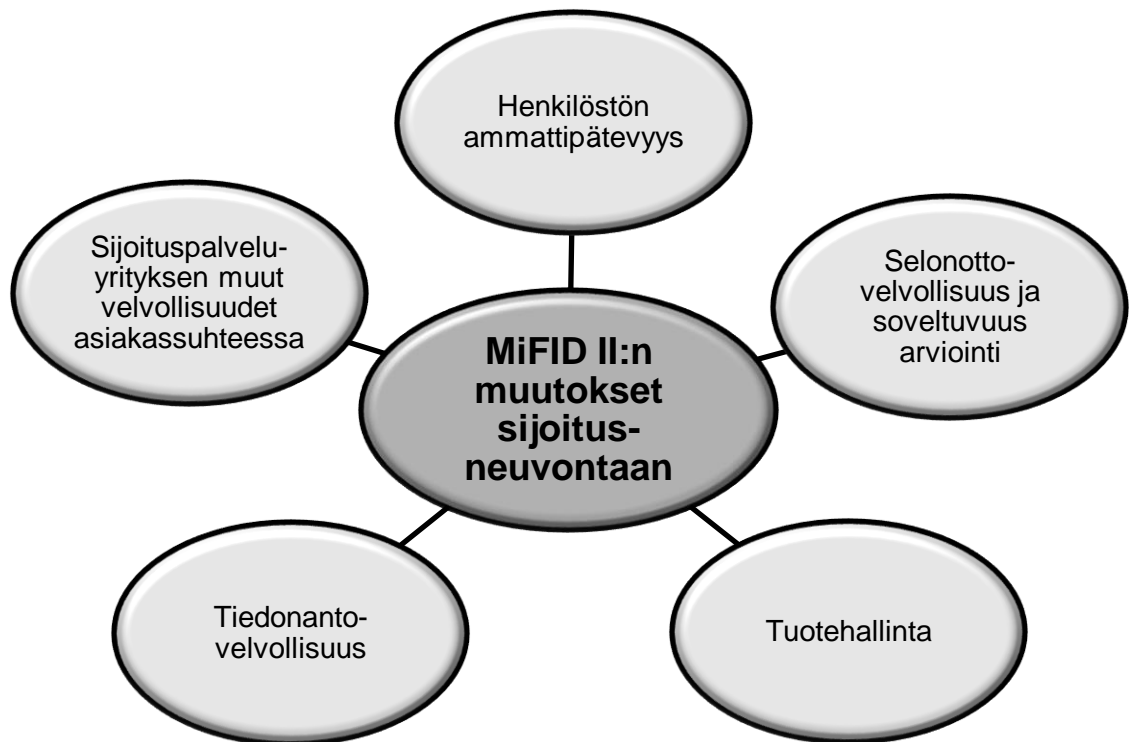 Henkilöstön
ammattipätevyys
Sijoituspalvelu-
yrityksen muut
velvollisuudet
asiakassuhteessa
Selonotto-
velvollisuus ja
soveltuvuus
arviointi
MiFID II:n
muutokset
sijoitus-
neuvontaan
Tiedonanto-
velvollisuus
Tuotehallinta